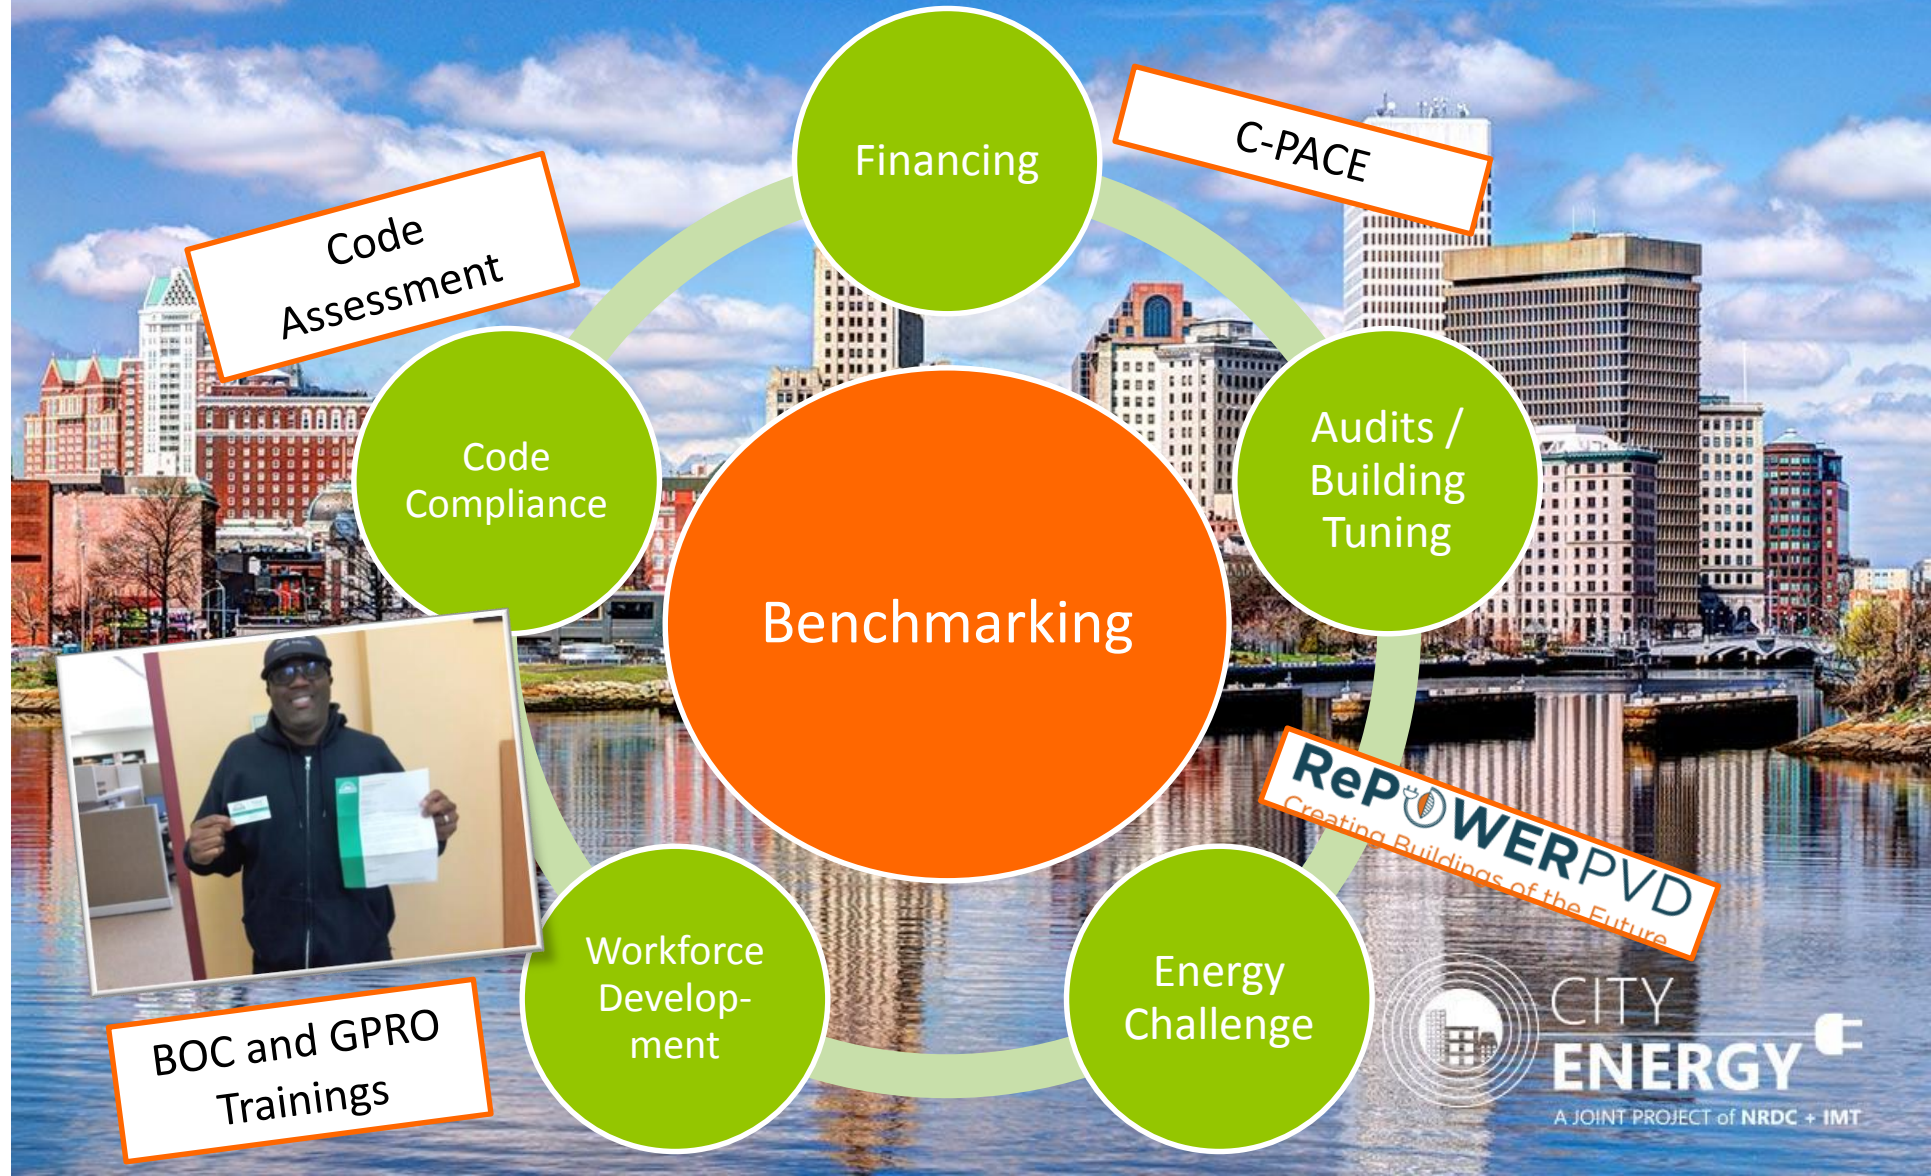 Financing
C-PACE
Code
Assessment
Code
Compliance
Audits /
Building
Tuning
Benchmarking
RePOWERPVD
Creating Buildings of the Future
Workforce
Develop-
ment
Energy
Challenge
BOC and GPRO
Trainings
CITY
ENERGY
A JOINT PROJECT of NRDC + IMT